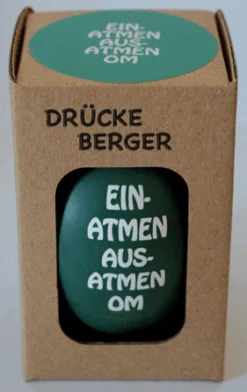 EIN-
ATMEN
AUS-
ATMEN
OM
DRÜCKE
BERGER
EIN-
ATMEN
AUS-
ATMEN
OM